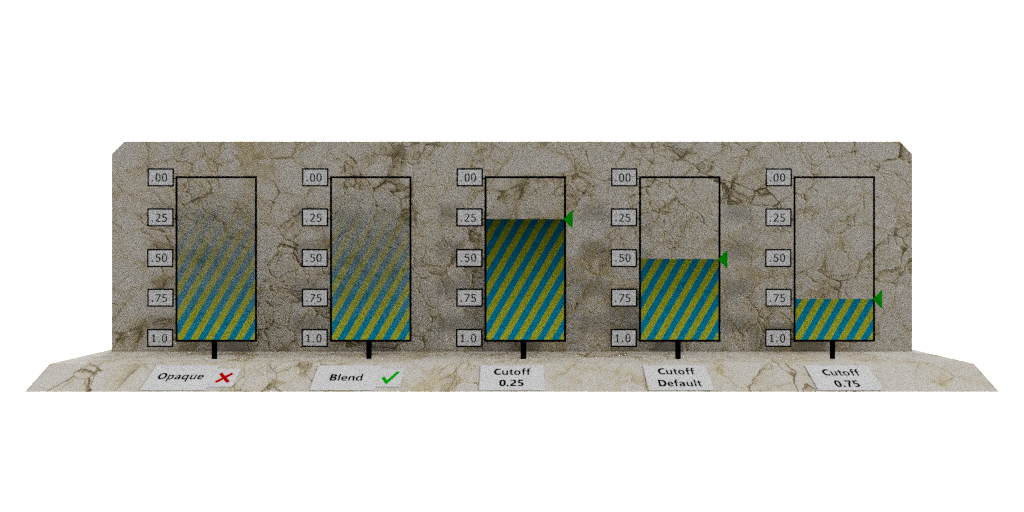 .00 .00 .00 .00 .00
.25 .25 .25 .25 .25
.50 .50 .50 .50 .50
.75 .75 .75 .75 .75
1.0 1.0 1.0 1.0 1.0
Opaque ✗
Blend ✓
Cutoff
0.25
Cutoff
Default
Cutoff
0.75